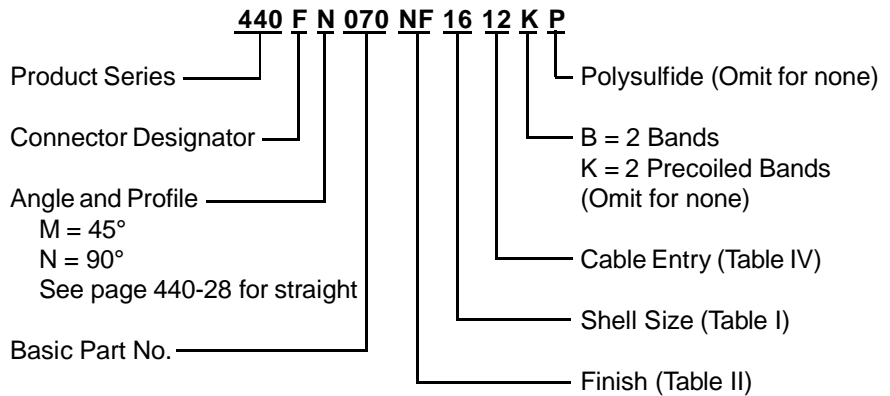 440 F N 070 NF 16 12 K P
Product Series
Connector Designator
Angle and Profile
M = 45°
N = 90°
See page 440-28 for straight
Basic Part No.
Polysulfide (Omit for none)
B = 2 Bands
K = 2 Precoiled Bands
(Omit for none)
Cable Entry (Table IV)
Shell Size (Table I)
Finish (Table II)